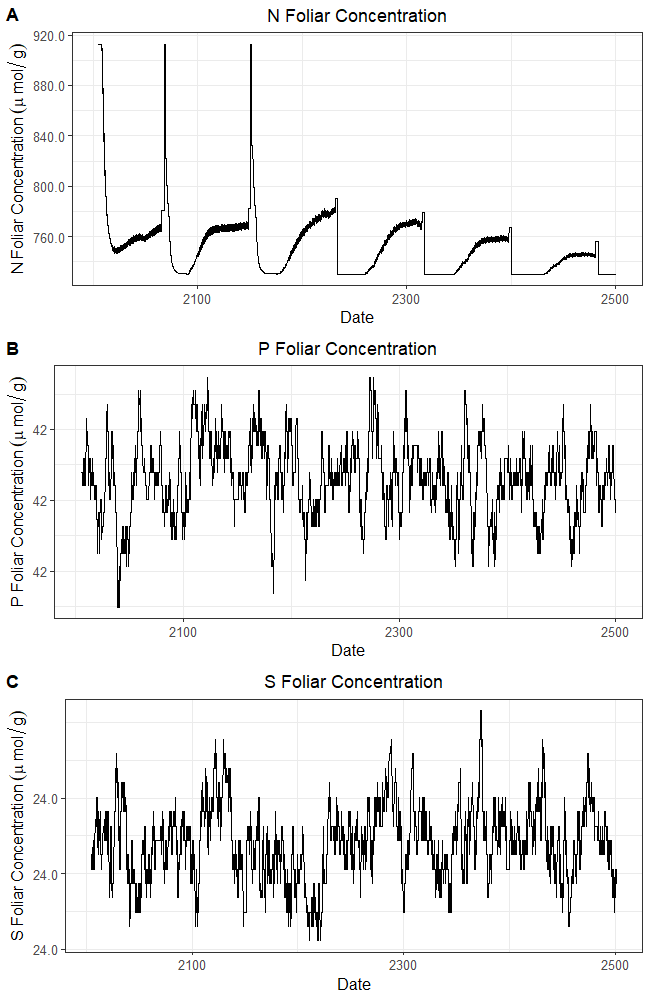 A
N Foliar Concentration
N Foliar Concentration (μ mol/g)
920.0
880.0
840.0
800.0
760.0
2100
2300
2500
Date
B
P Foliar Concentration
P Foliar Concentration (μ mol/g)
42
42
42
2100
2300
2500
Date
C
S Foliar Concentration
S Foliar Concentration (μ mol/g)
24.0
24.0
24.0
2100
2300
2500
Date